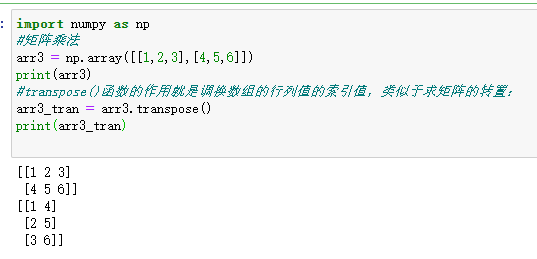 :
import numpy as np
#矩阵乘法
arr3 = np.array([[1,2,3],[4,5,6]])
print(arr3)
#transpose()函数的作用就是调换数组的行列值的索引值，类似于求矩阵的转置：
arr3_tran = arr3.transpose()
print(arr3_tran)
[[1 2 3]
 [4 5 6]]
[[1 4]
 [2 5]
 [3 6]]